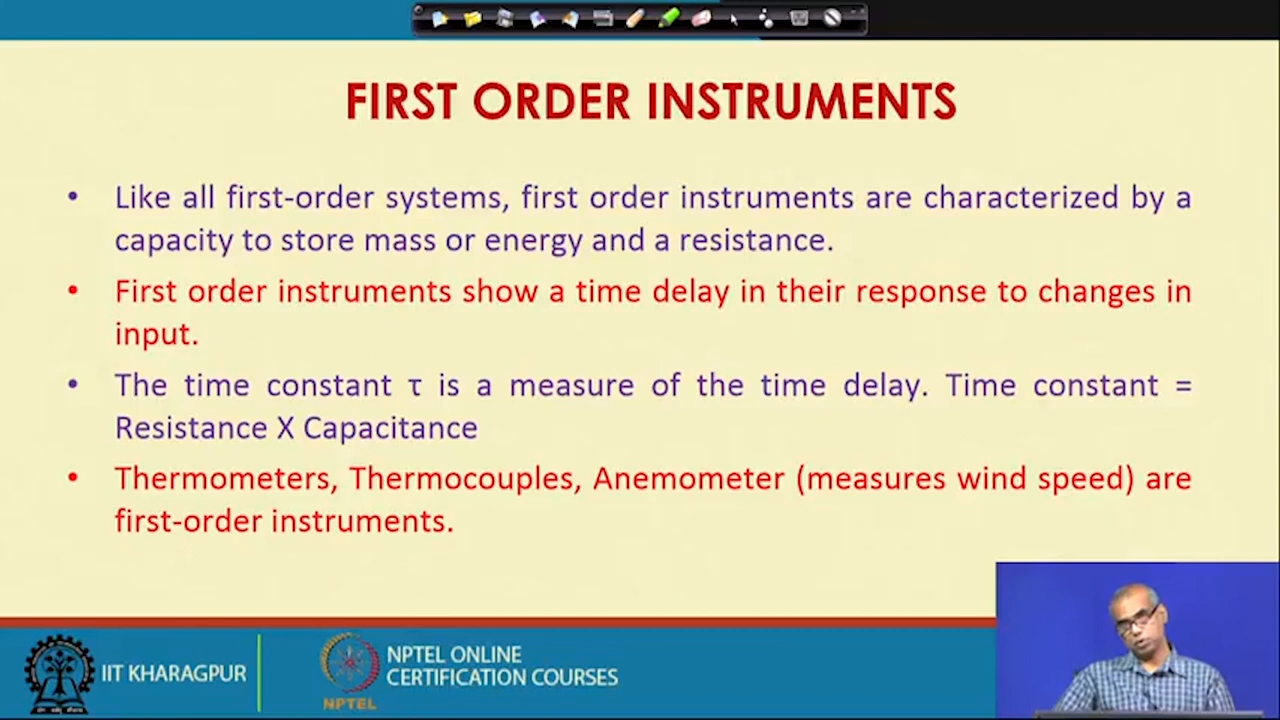 FIRST ORDER INSTRUMENTS
• Like all first-order systems, first order instruments are characterized by a
capacity to store mass or energy and a resistance.
• First order instruments show a time delay in their response to changes in
input.
• The time constant τ is a measure of the time delay. Time constant =
Resistance X Capacitance
• Thermometers, Thermocouples, Anemometer (measures wind speed) are
first-order instruments.
IIT KHARAGPUR
NPTEL
NPTEL ONLINE
CERTIFICATION COURSES